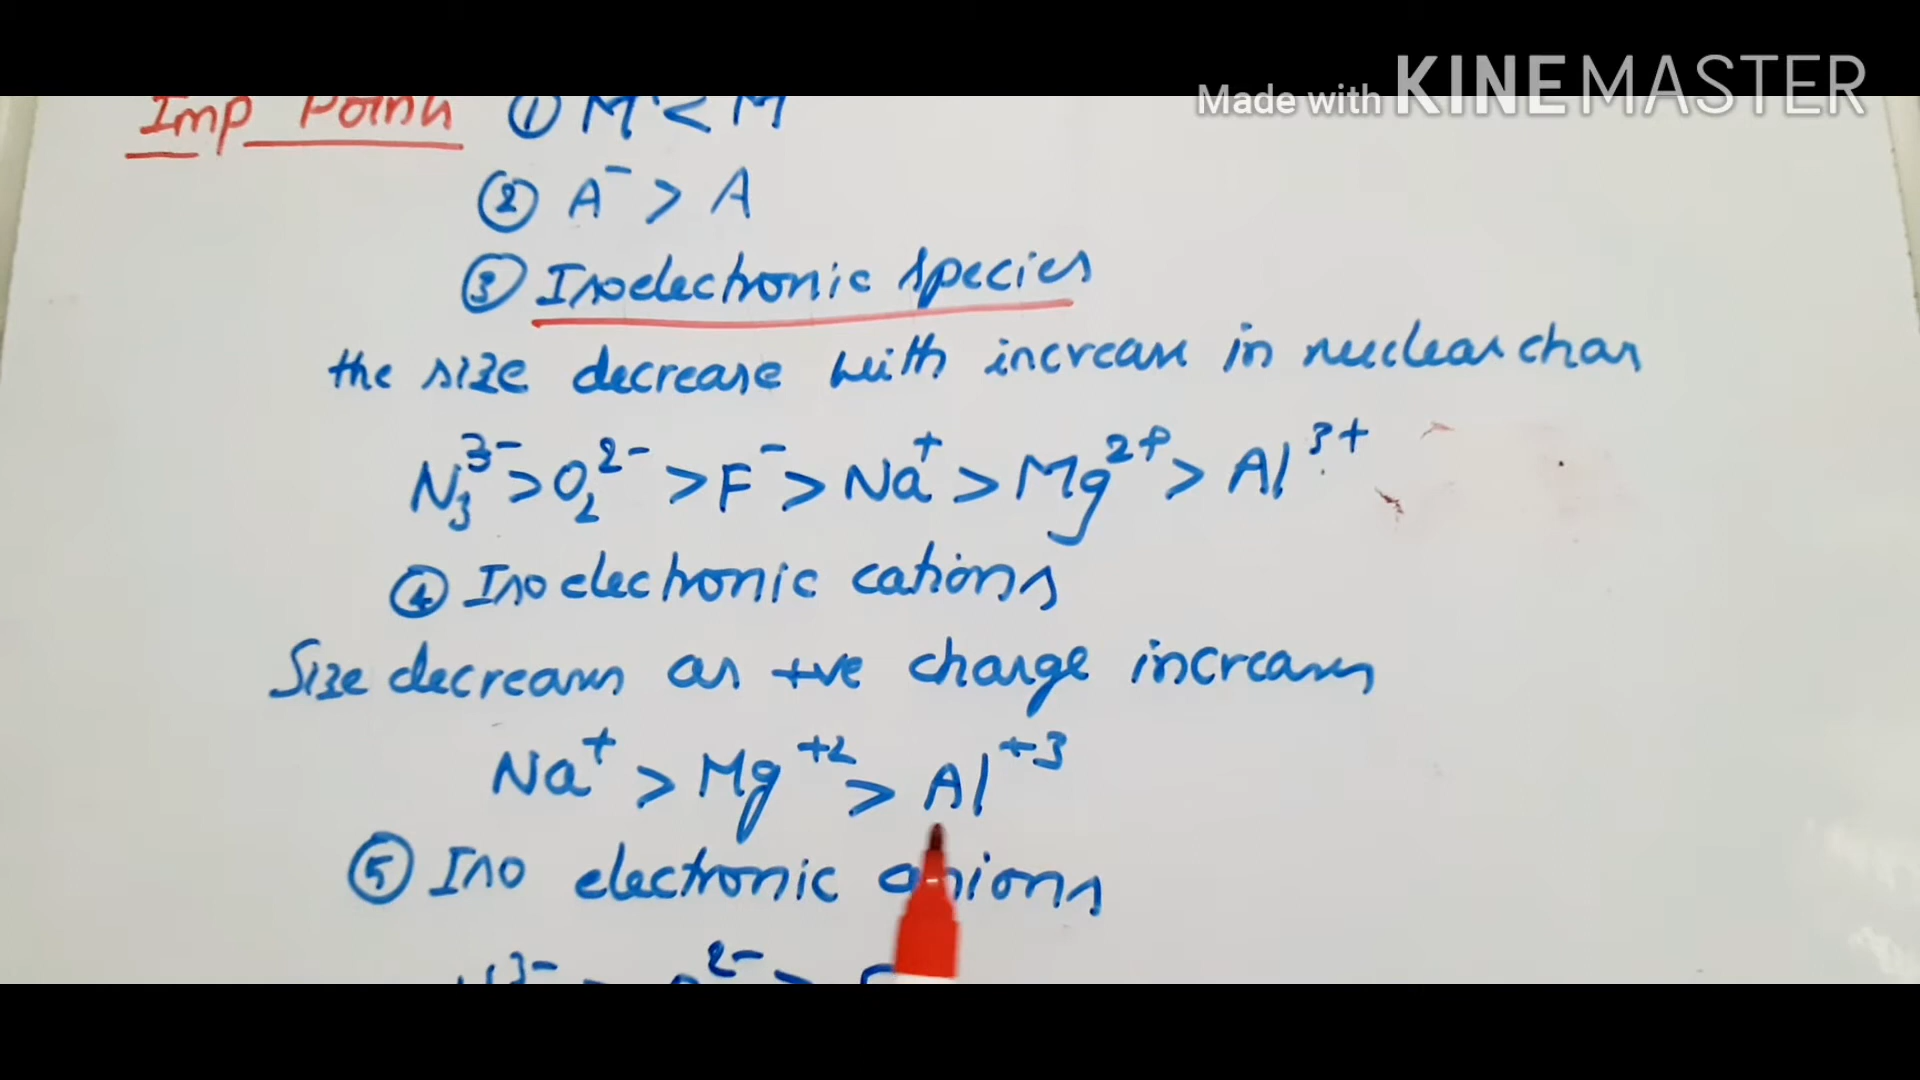 Made with KINEMASTER
Imp Points ① M⁺ < M
② A⁻ > A
③ Isoelectronic species
the size decrease with increase in nuclear char
N₃³⁻ > O₂²⁻ > F⁻ > Na⁺ > Mg²⁺ > Al³⁺
④ Isoelectronic cations
Size decreases as +ve charge increases
Na⁺ > Mg⁺² > Al⁺³
⑤ Iso electronic anions